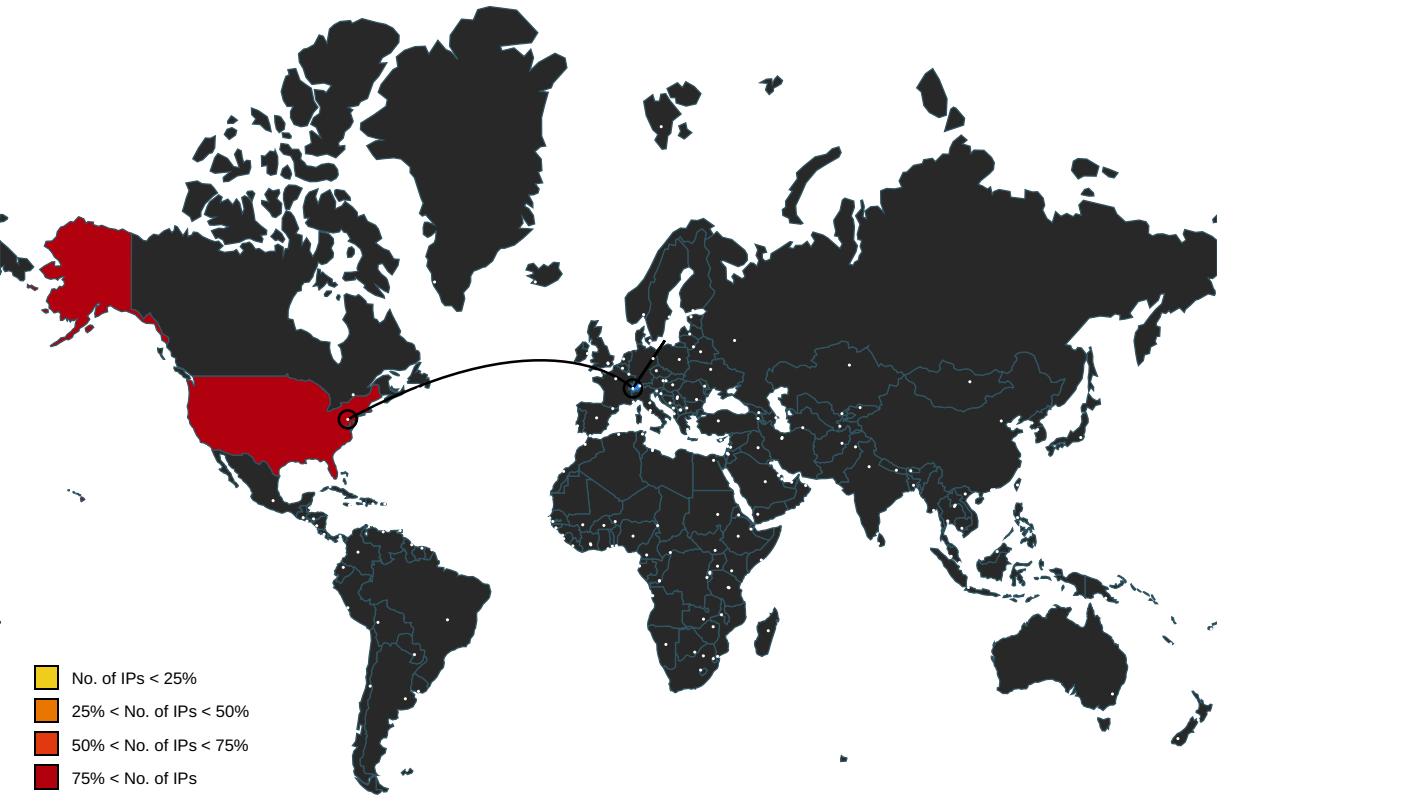 No. of IPs < 25%
25% < No. of IPs < 50%
50% < No. of IPs < 75%
75% < No. of IPs